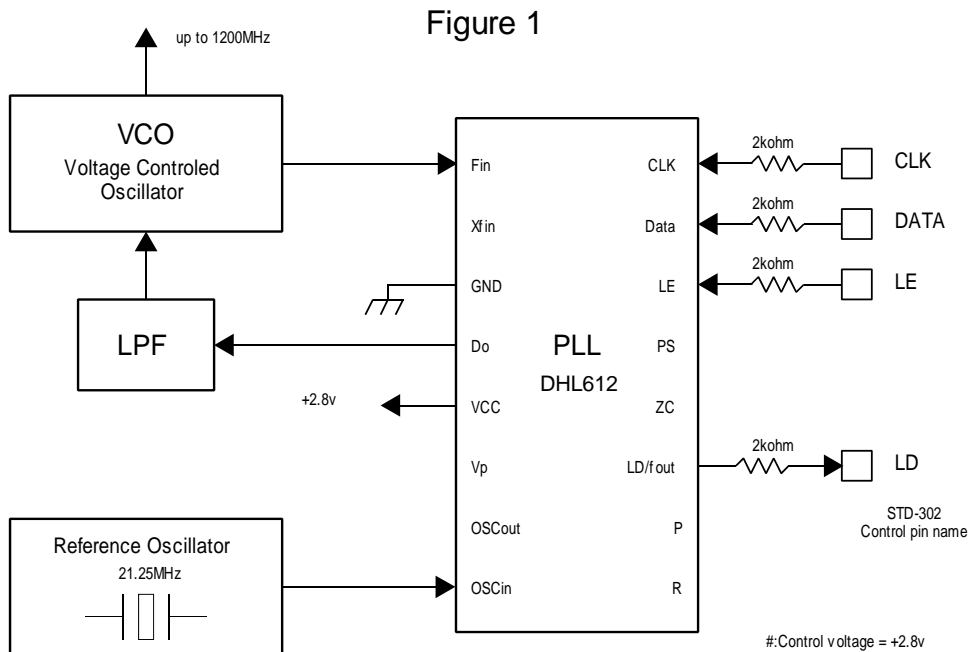 Figure 1
up to 1200MHz
VCO
Voltage Controled
Oscillator
LPF
+2.8v
Reference Oscillator
21.25MHz
Fin
Xfin
GND
Do
VCC
Vp
OSCout
OSCin
PLL
DHL612
CLK
Data
LE
PS
ZC
LD/fout
P
R
2kohm
CLK
2kohm
DATA
2kohm
LE
2kohm
LD
STD-302
Control pin name
#:Control voltage = +2.8v